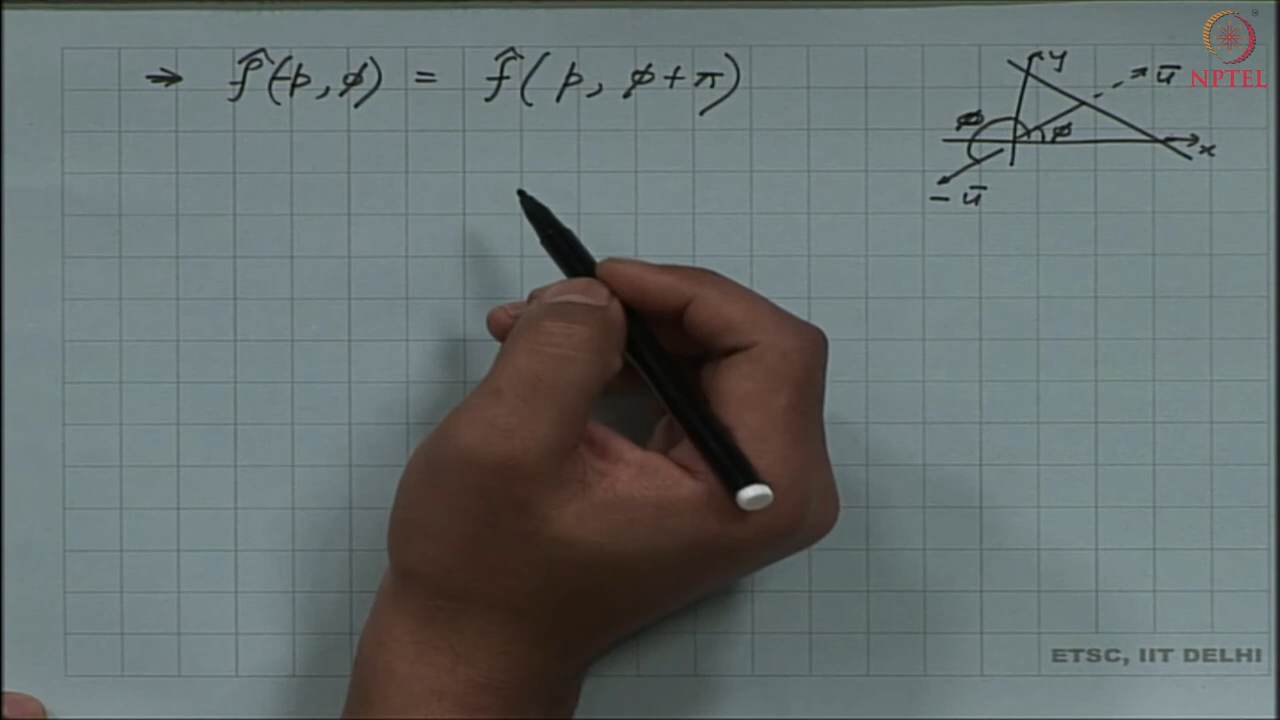 ⇒ f̂(-p, φ) = f̂( p, φ+π)
y
ū
NPTEL
φ
φ
x
- ū
ETSC, IIT DELHI